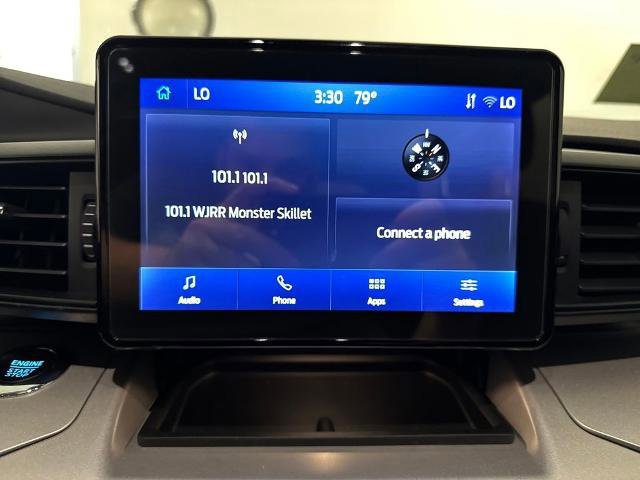 LO 3:30 79° LO
101.1 101.1
101.1 WJRR Monster Skillet
Connect a phone
Audio Phone Apps Settings
ENGINE
START
STOP